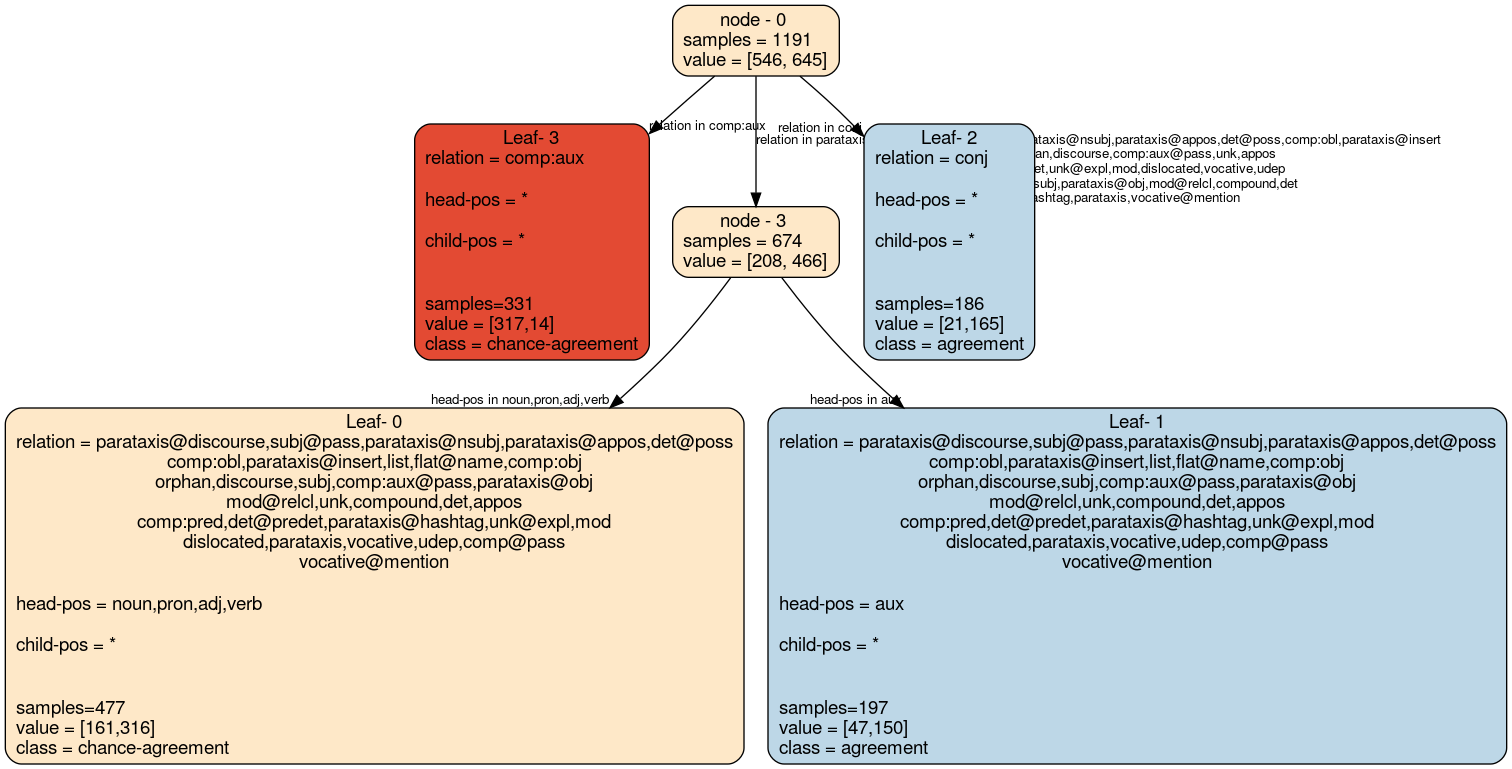 node - 0
samples = 1191
value = [546, 645]
relation in comp:aux
relation in conj
relation in parataxis
ataxis@nsubj,parataxis@appos,det@poss,comp:obl,parataxis@insert
an,discourse,comp:aux@pass,unk,appos
et,unk@expl,mod,dislocated,vocative,udep
subj,parataxis@obj,mod@relcl,compound,det
ashtag,parataxis,vocative@mention
Leaf- 3
relation = comp:aux
head-pos = *
child-pos = *
samples=331
value = [317,14]
class = chance-agreement
node - 3
samples = 674
value = [208, 466]
Leaf- 2
relation = conj
head-pos = *
child-pos = *
samples=186
value = [21,165]
class = agreement
head-pos in noun,pron,adj,verb
head-pos in aux
Leaf- 0
relation = parataxis@discourse,subj@pass,parataxis@nsubj,parataxis@appos,det@poss
comp:obl,parataxis@insert,list,flat@name,comp:obj
orphan,discourse,subj,comp:aux@pass,parataxis@obj
mod@relcl,unk,compound,det,appos
comp:pred,det@predet,parataxis@hashtag,unk@expl,mod
dislocated,parataxis,vocative,udep,comp@pass
vocative@mention
head-pos = noun,pron,adj,verb
child-pos = *
samples=477
value = [161,316]
class = chance-agreement
Leaf- 1
relation = parataxis@discourse,subj@pass,parataxis@nsubj,parataxis@appos,det@poss
comp:obl,parataxis@insert,list,flat@name,comp:obj
orphan,discourse,subj,comp:aux@pass,parataxis@obj
mod@relcl,unk,compound,det,appos
comp:pred,det@predet,parataxis@hashtag,unk@expl,mod
dislocated,parataxis,vocative,udep,comp@pass
vocative@mention
head-pos = aux
child-pos = *
samples=197
value = [47,150]
class = agreement